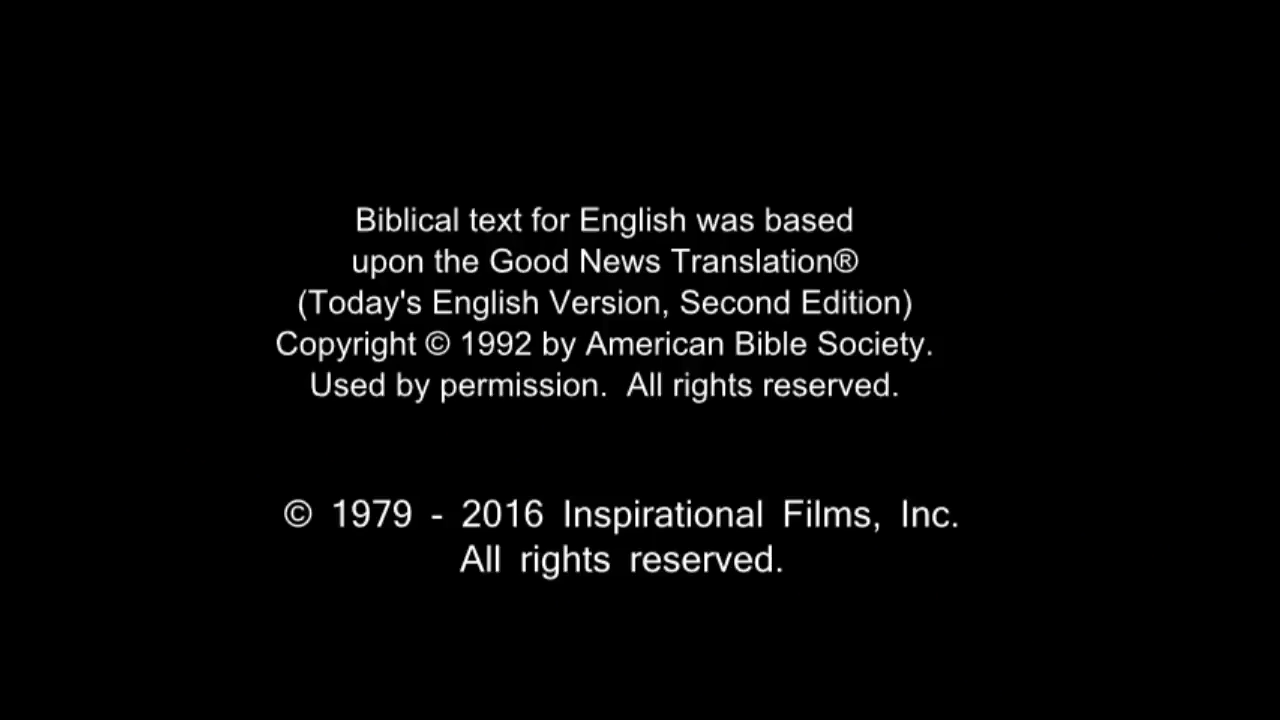 Biblical text for English was based
upon the Good News Translation®
(Today's English Version, Second Edition)
Copyright © 1992 by American Bible Society.
Used by permission.  All rights reserved.
© 1979 - 2016 Inspirational Films, Inc.
All rights reserved.